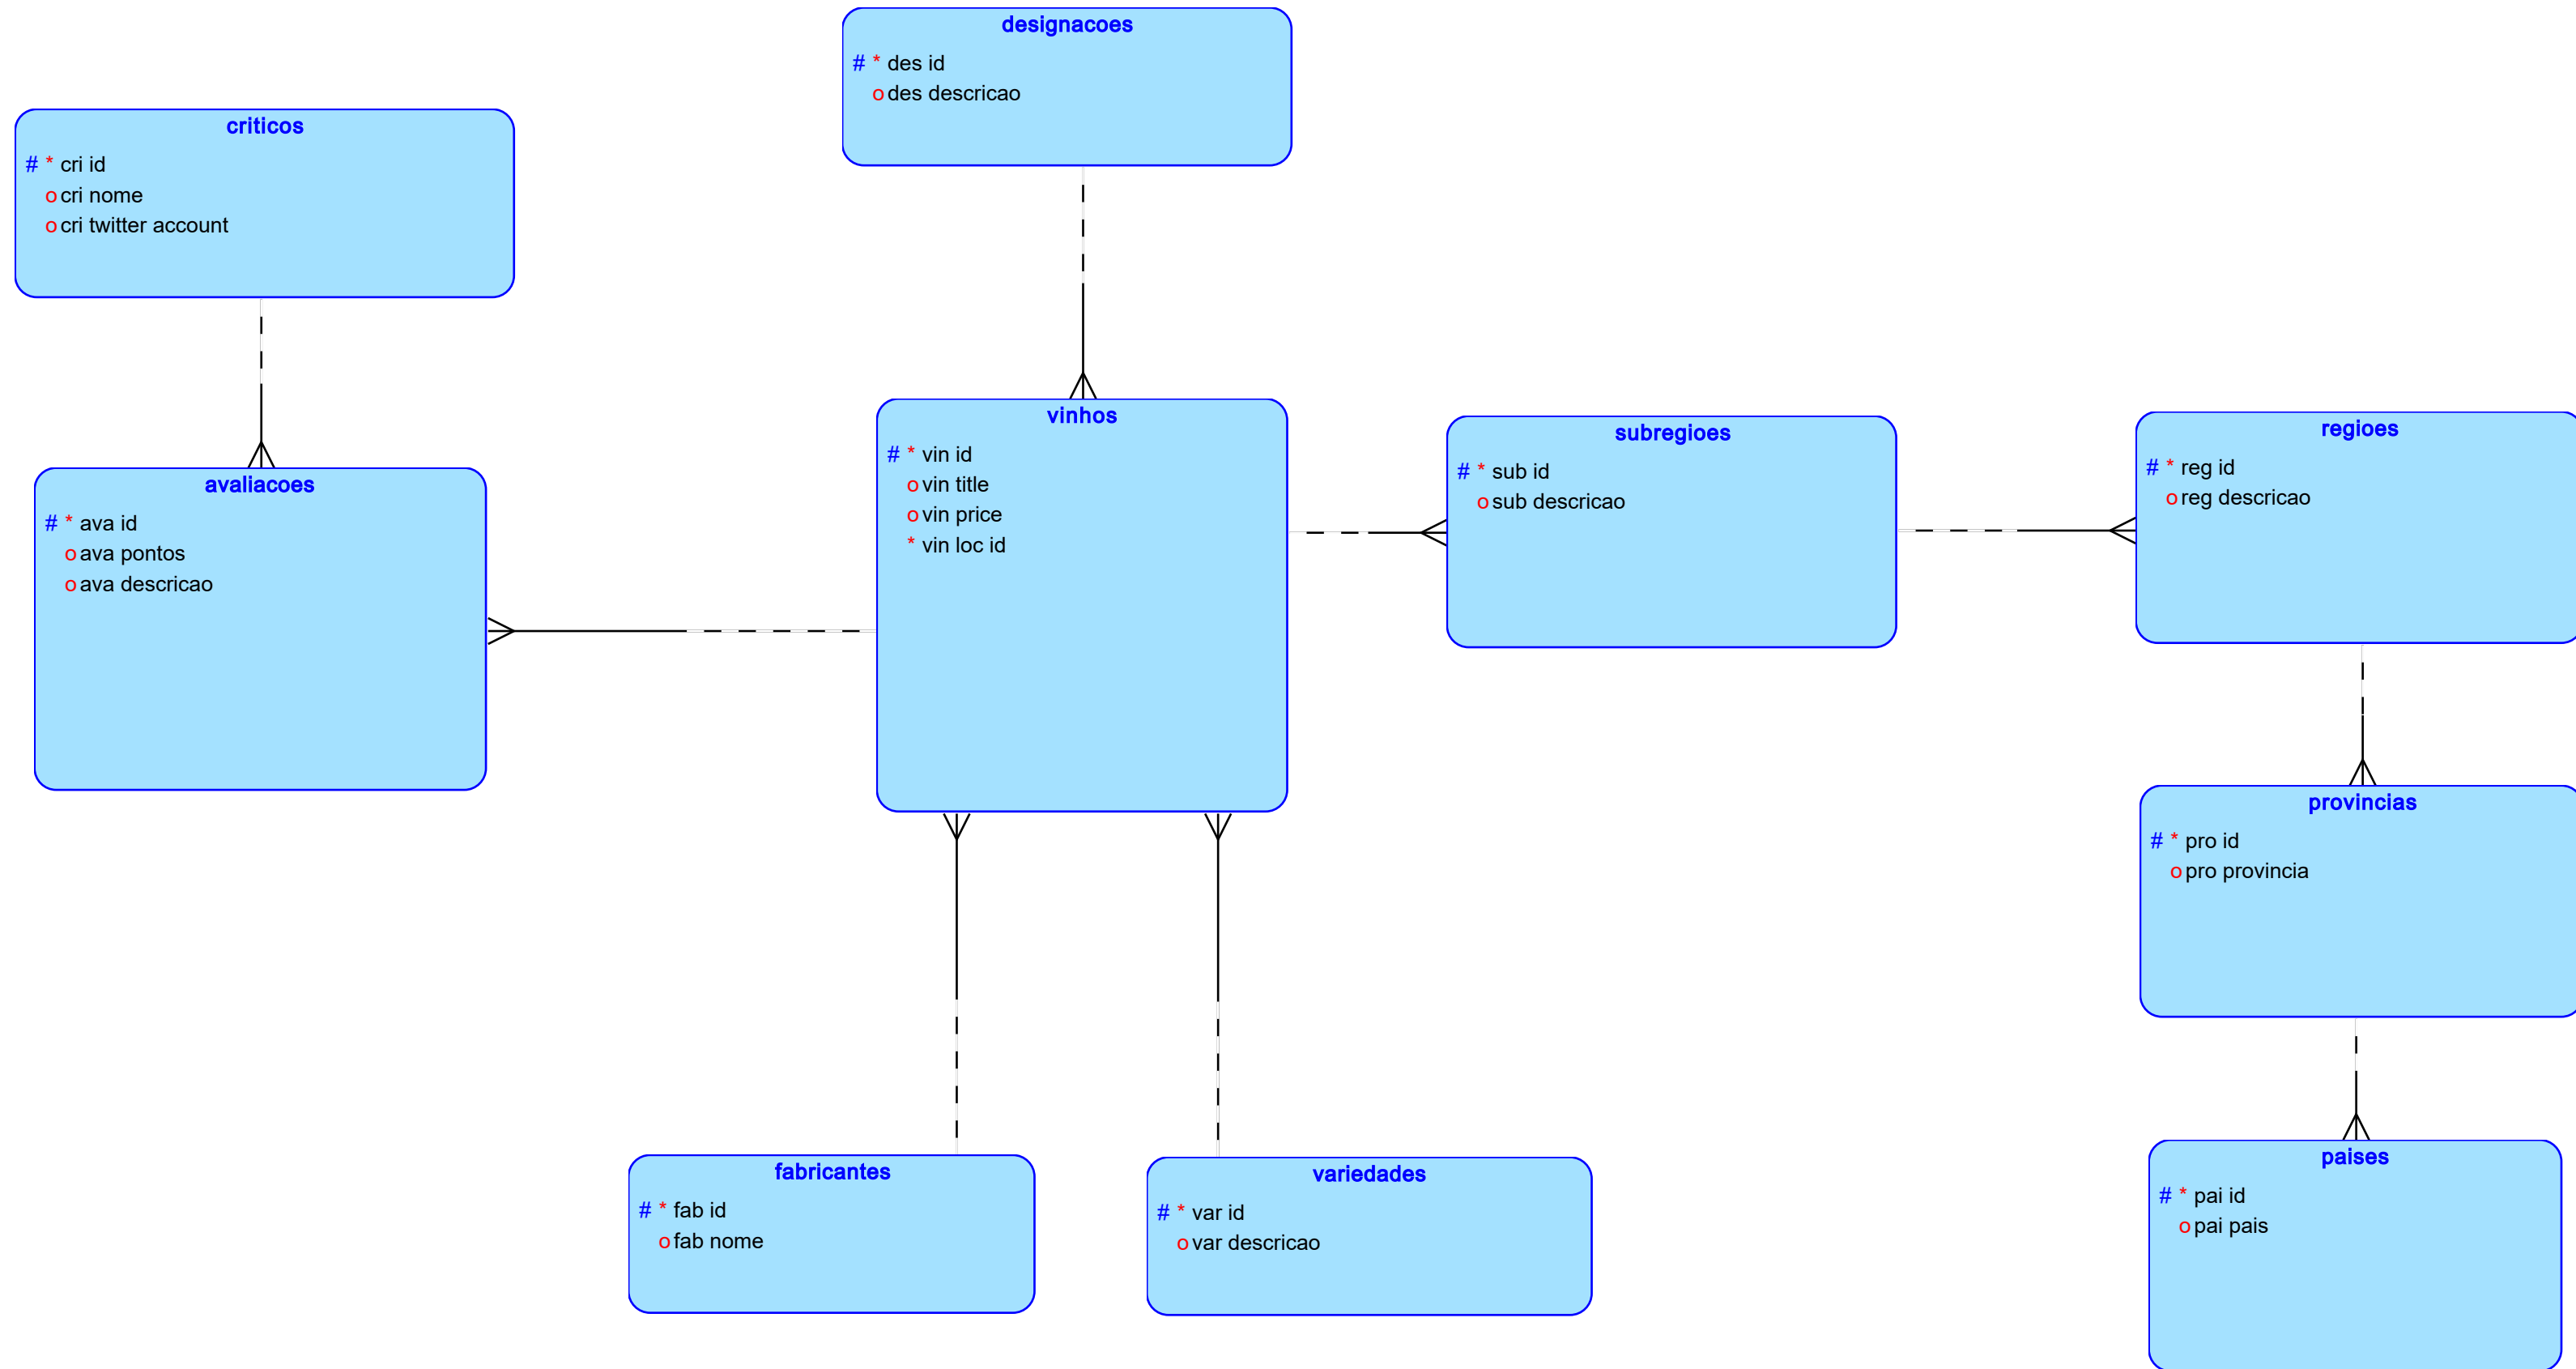 designacoes
# * des id
o des descricao
criticos
# * cri id
o cri nome
o cri twitter account
vinhos
# * vin id
o vin title
o vin price
* vin loc id
subregioes
# * sub id
o sub descricao
regioes
# * reg id
o reg descricao
avaliacoes
# * ava id
o ava pontos
o ava descricao
provincias
# * pro id
o pro provincia
fabricantes
# * fab id
o fab nome
variedades
# * var id
o var descricao
paises
# * pai id
o pai pais